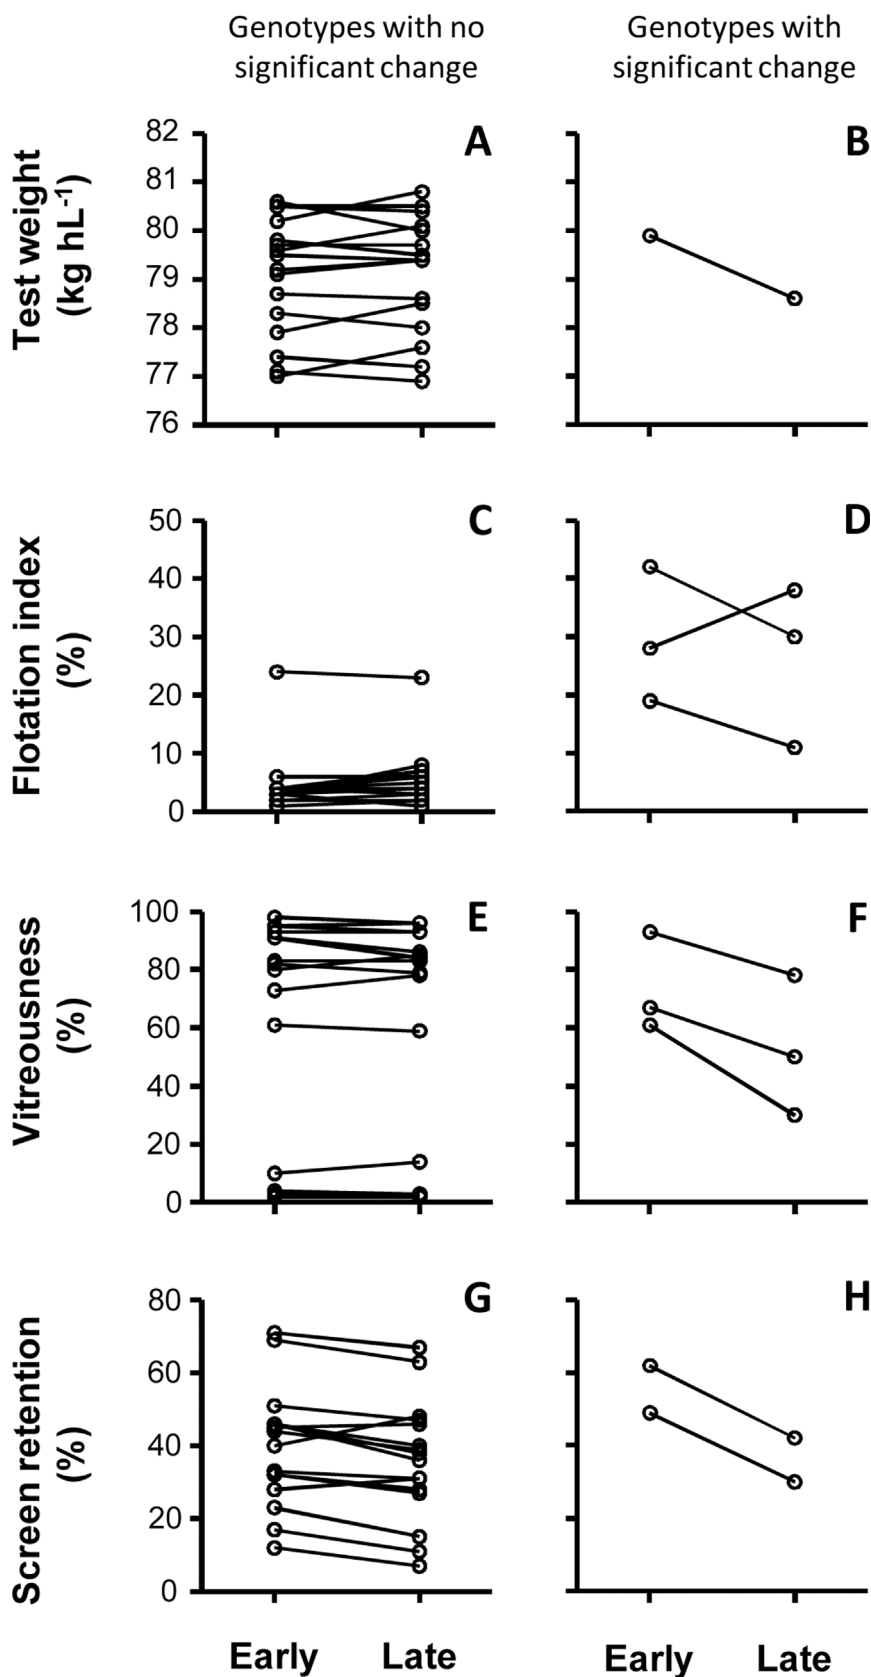 Genotypes with no
significant change
Genotypes with
significant change
Test weight
(kg hL-1)
82
81
80
79
78
77
76
A
B
Flotation index
(%)
50
40
30
20
10
0
C
D
Vitreousness
(%)
100
80
60
40
20
0
E
F
Screen retention
(%)
80
60
40
20
0
G
H
Early
Late
Early
Late